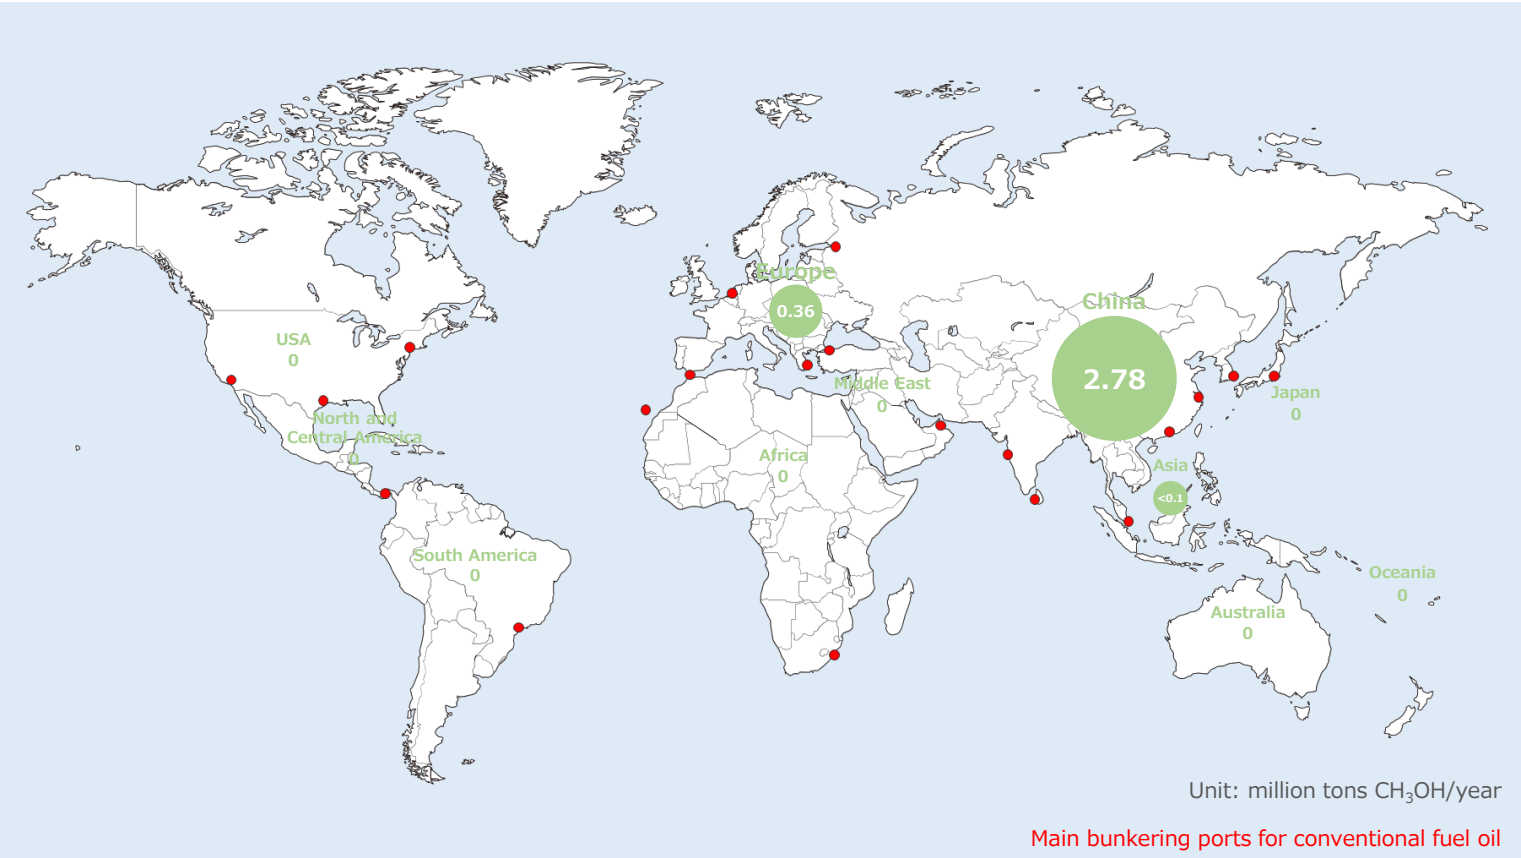 Europe
0.36
China
2.78
USA
0
Middle East
0
Japan
0
North and
Central America
0
Africa
0
Asia
<0.1
South America
0
Oceania
0
Australia
0
Unit: million tons CH₃OH/year
Main bunkering ports for conventional fuel oil